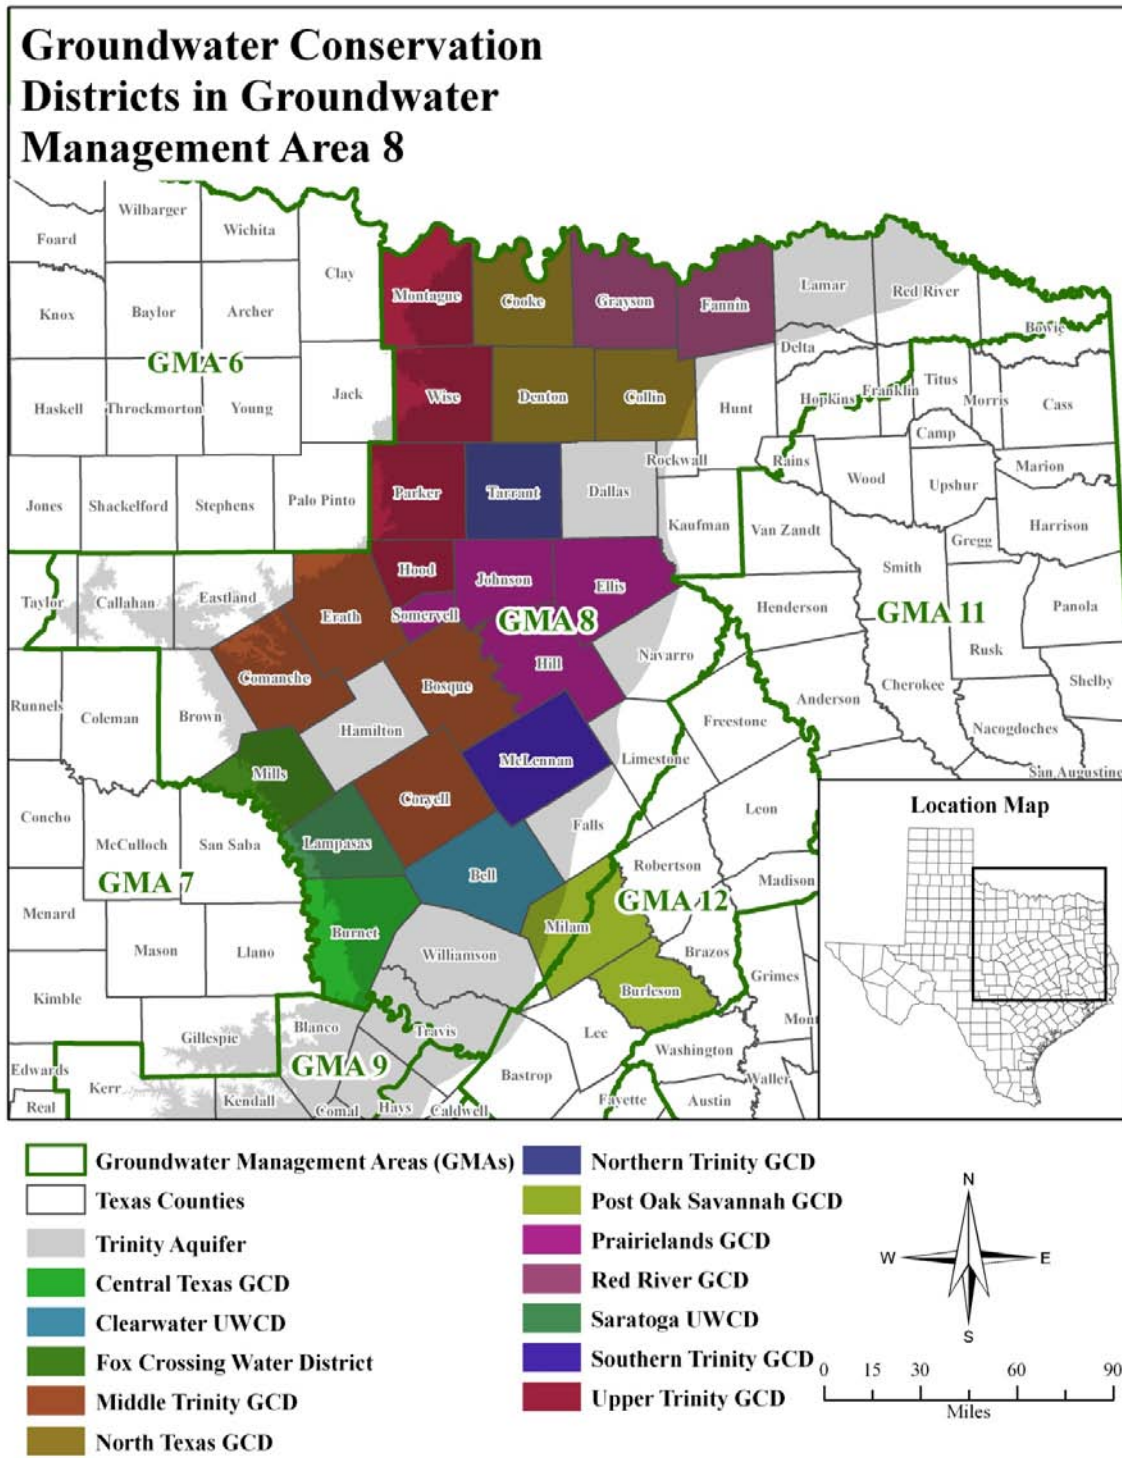 Groundwater Conservation
Districts in Groundwater
Management Area 8
Wilbarger
Wichita
Foard
Clay
Knox
Baylor
Archer
GMA 6
Haskell
Throckmorton
Young
Jack
Jones
Shackelford
Stephens
Palo Pinto
Montague
Cooke
Grayson
Fannin
Lamar
Red River
Bowie
Delta
Wise
Denton
Collin
Hunt
Hopkins
Franklin
Titus
Morris
Cass
Camp
Rockwall
Rains
Wood
Upshur
Marion
Parker
Tarrant
Dallas
Kaufman
Van Zandt
Gregg
Harrison
Smith
Taylor
Callahan
Eastland
Hood
Johnson
Ellis
Somervell
Erath
GMA 8
Henderson
GMA 11
Panola
Rusk
Navarro
Hill
Bosque
Comanche
Runnels
Coleman
Brown
Hamilton
Anderson
Cherokee
Shelby
Freestone
Nacogdoches
San Augustine
Limestone
McLennan
Mills
Coryell
Concho
McCulloch
San Saba
Lampasas
Falls
Leon
Robertson
Madison
GMA 7
Bell
GMA 12
Menard
Milam
Mason
Llano
Burnet
Williamson
Brazos
Grimes
Kimble
Burleson
Mont
Gillespie
Blanco
Travis
Lee
Washington
GMA 9
Edwards
Kerr
Bastrop
Waller
Real
Kendall
Comal
Hays
Caldwell
Fayette
Austin
Location Map
Groundwater Management Areas (GMAs)
Texas Counties
Trinity Aquifer
Central Texas GCD
Clearwater UWCD
Fox Crossing Water District
Middle Trinity GCD
North Texas GCD
Northern Trinity GCD
Post Oak Savannah GCD
Prairielands GCD
Red River GCD
Saratoga UWCD
Southern Trinity GCD
Upper Trinity GCD
N
W E
S
0 15 30 60 90
Miles